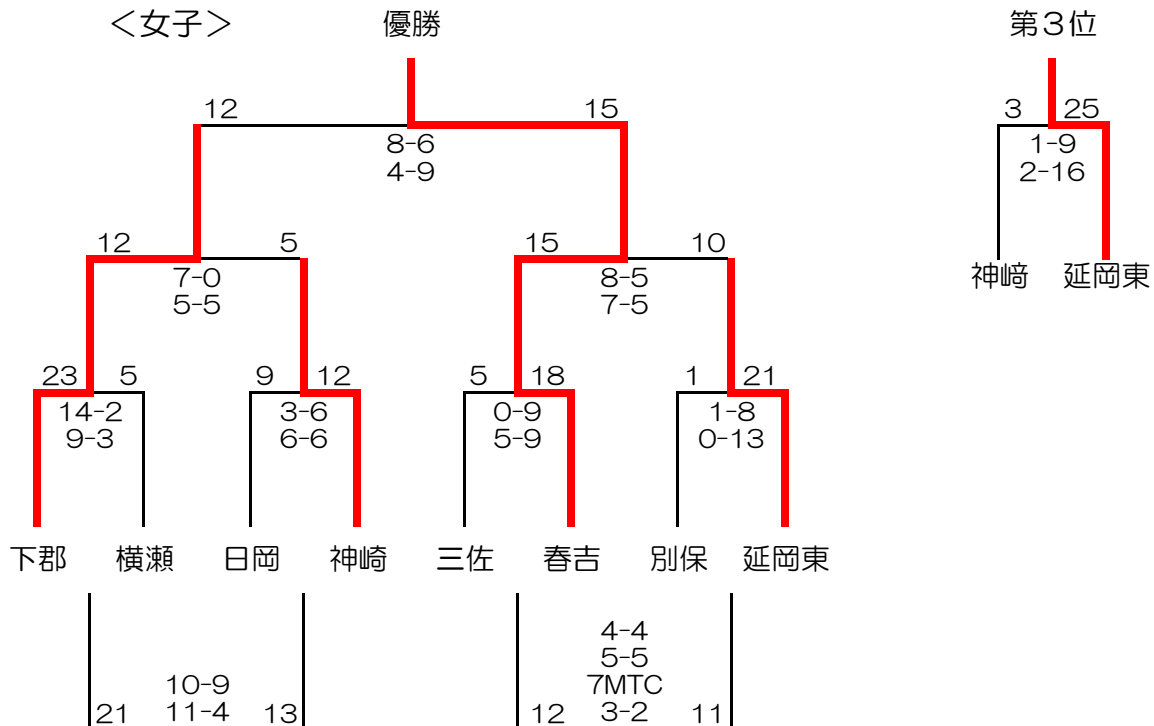 <女子> 優勝 第３位
12 15 3 25
8-6 1-9
4-9 2-16
12 5 15 10
神﨑 延岡東
7-0 8-5
5-5 7-5
23 5 9 12 5 18 1 21
14-2 3-6 0-9 1-8
9-3 6-6 5-9 0-13
下郡 横瀬 日岡 神崎 三佐 春吉 別保 延岡東
4-4
5-5
10-9 7MTC
21 11-4 13 12 3-2 11